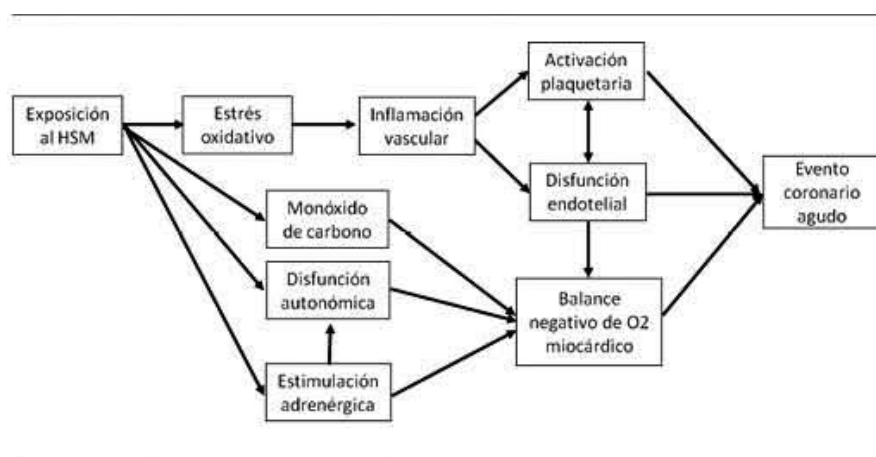 Exposición
al HSM
Estrés
oxidativo
Inflamación
vascular
Activación
plaquetaria
Disfunción
endotelial
Evento
coronario
agudo
Monóxido
de carbono
Disfunción
autonómica
Estimulación
adrenérgica
Balance
negativo de O2
miocárdico